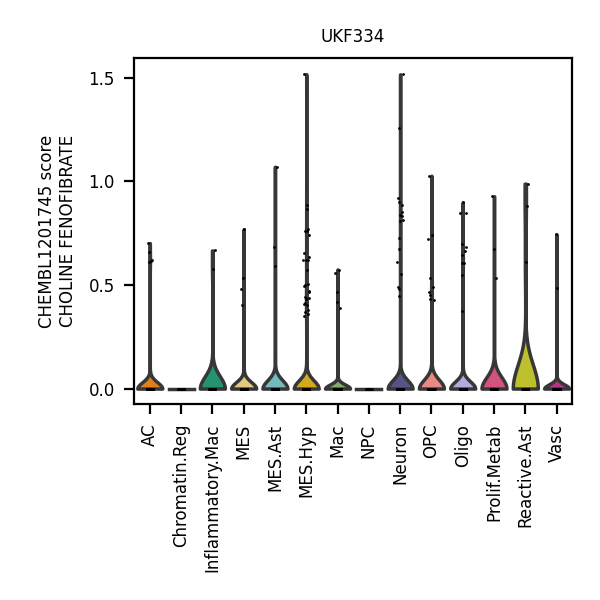 UKF334
CHEMBL1201745 score
CHOLINE FENOFIBRATE
1.5
1.0
0.5
0.0
AC
Chromatin.Reg
Inflammatory.Mac
MES
MES.Ast
MES.Hyp
Mac
NPC
Neuron
OPC
Oligo
Prolif.Metab
Reactive.Ast
Vasc